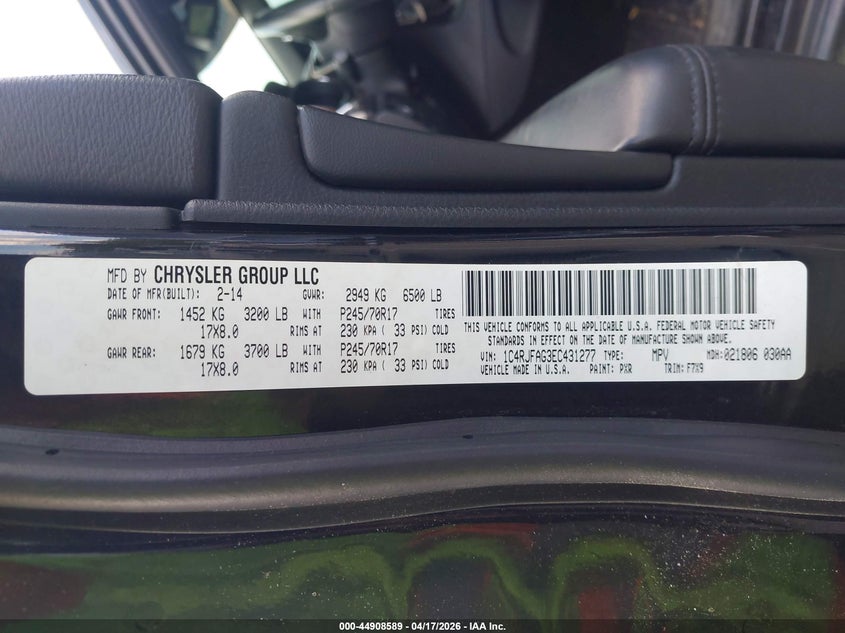 MFD BY CHRYSLER GROUP LLC
DATE OF MFR(BUILT): 2-14 GVWR: 2949 KG 6500 LB
GAWR FRONT: 1452 KG 3200 LB WITH P245/70R17 TIRES
17X8.0 RIMS AT 230 KPA ( 33 PSI) COLD
GAWR REAR: 1679 KG 3700 LB WITH P245/70R17 TIRES
17X8.0 RIMS AT 230 KPA ( 33 PSI) COLD
THIS VEHICLE CONFORMS TO ALL APPLICABLE U.S.A. FEDERAL MOTOR VEHICLE SAFETY
STANDARDS IN EFFECT ON THE DATE OF MANUFACTURE SHOWN ABOVE
VIN: 1C4RJFAG3EC431277 TYPE: MPV MDH: 021806 030AA
VEHICLE MADE IN U.S.A. PAINT: PXR TRIM: F7X9
000-44908589 - 04/17/2026 - IAA Inc.